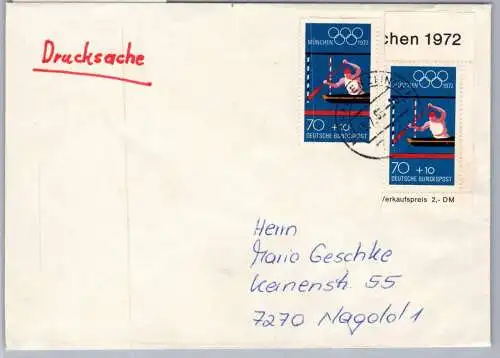 Drucksache
MÜNCHEN 1972
70 +10
DEUTSCHE BUNDESPOST
chen 1972
MÜNCHEN 1972
70 +10
DEUTSCHE BUNDESPOST
Verkaufspreis 2,- DM
Herrn
Mario Geschke
55
7270 Nagold 1